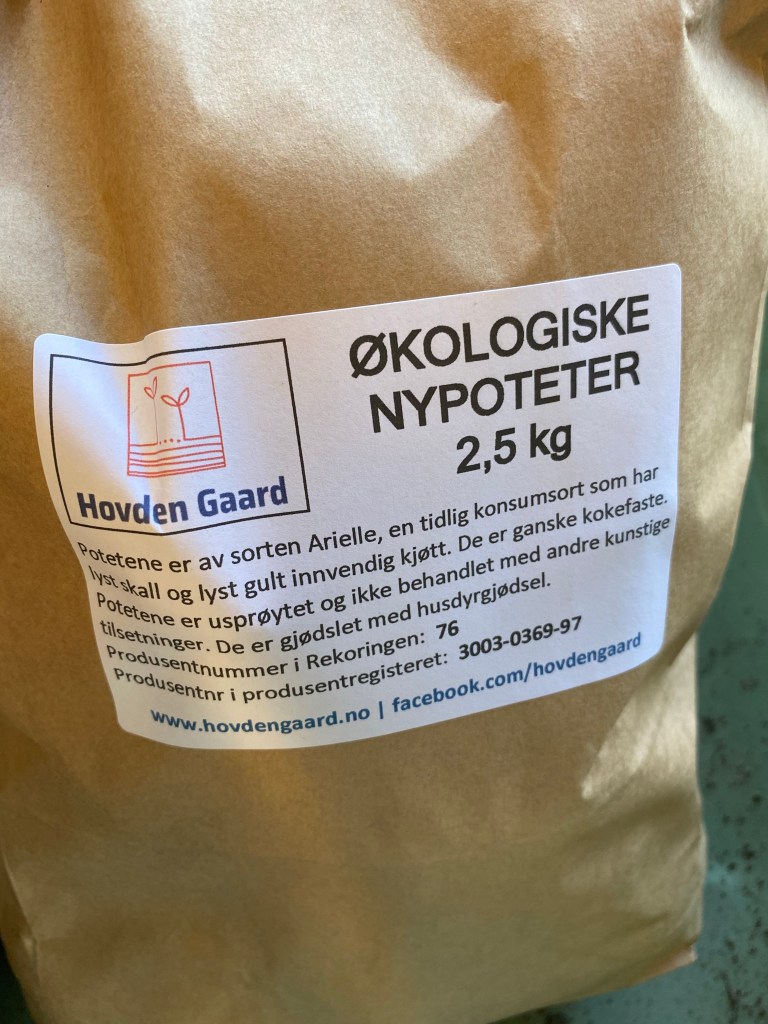 Hovden Gaard
ØKOLOGISKE
NYPOTETER
2,5 kg
Potetene er av sorten Arielle, en tidlig konsumsort som har
lyst skall og lyst gult innvendig kjøtt. De er ganske kokefaste.
Potetene er usprøytet og ikke behandlet med andre kunstige
tilsetninger. De er gjødslet med husdyrgjødsel.
Produsentnummer i Rekoringen: 76
Produsentnr i produsentregisteret: 3003-0369-97
www.hovdengaard.no | facebook.com/hovdengaard